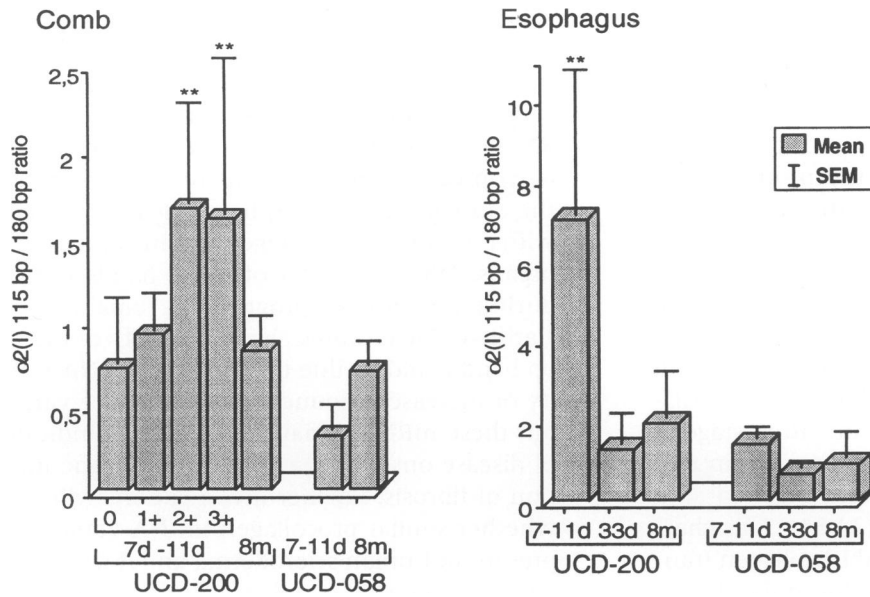 Comb
**
**
2,5
2
1,5
1
0,5
0
α2(I) 115 bp / 180 bp ratio
0 1+ 2+ 3+
7d -11d 8m 7-11d 8m
UCD-200 UCD-058
Esophagus
**
10
8
6
4
2
0
α2(I) 115 bp / 180 bp ratio
Mean
SEM
7-11d 33d 8m 7-11d 33d 8m
UCD-200 UCD-058